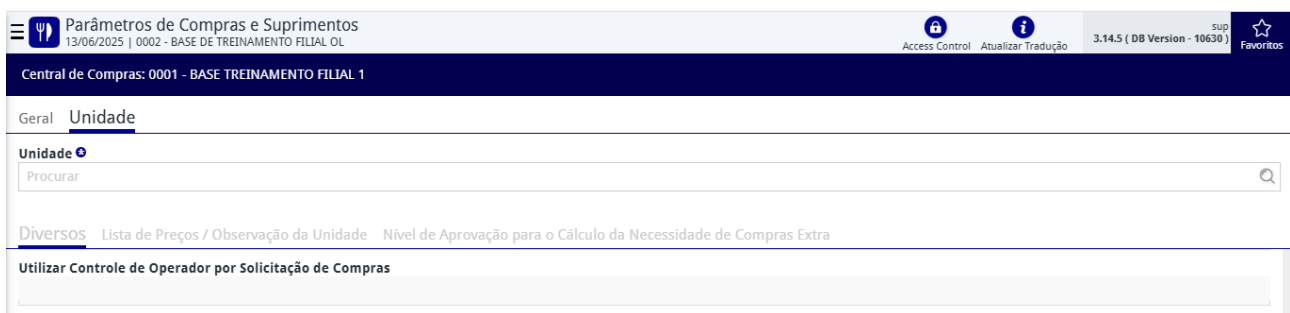 Parâmetros de Compras e Suprimentos
13/06/2025 | 0002 - BASE DE TREINAMENTO FILIAL OL
Access Control
Atualizar Tradução
sup
3.14.5 ( DB Version - 10630 )
Favoritos
Central de Compras: 0001 - BASE TREINAMENTO FILIAL 1
Geral Unidade
Unidade
Procurar
Diversos Lista de Preços / Observação da Unidade Nível de Aprovação para o Cálculo da Necessidade de Compras Extra
Utilizar Controle de Operador por Solicitação de Compras